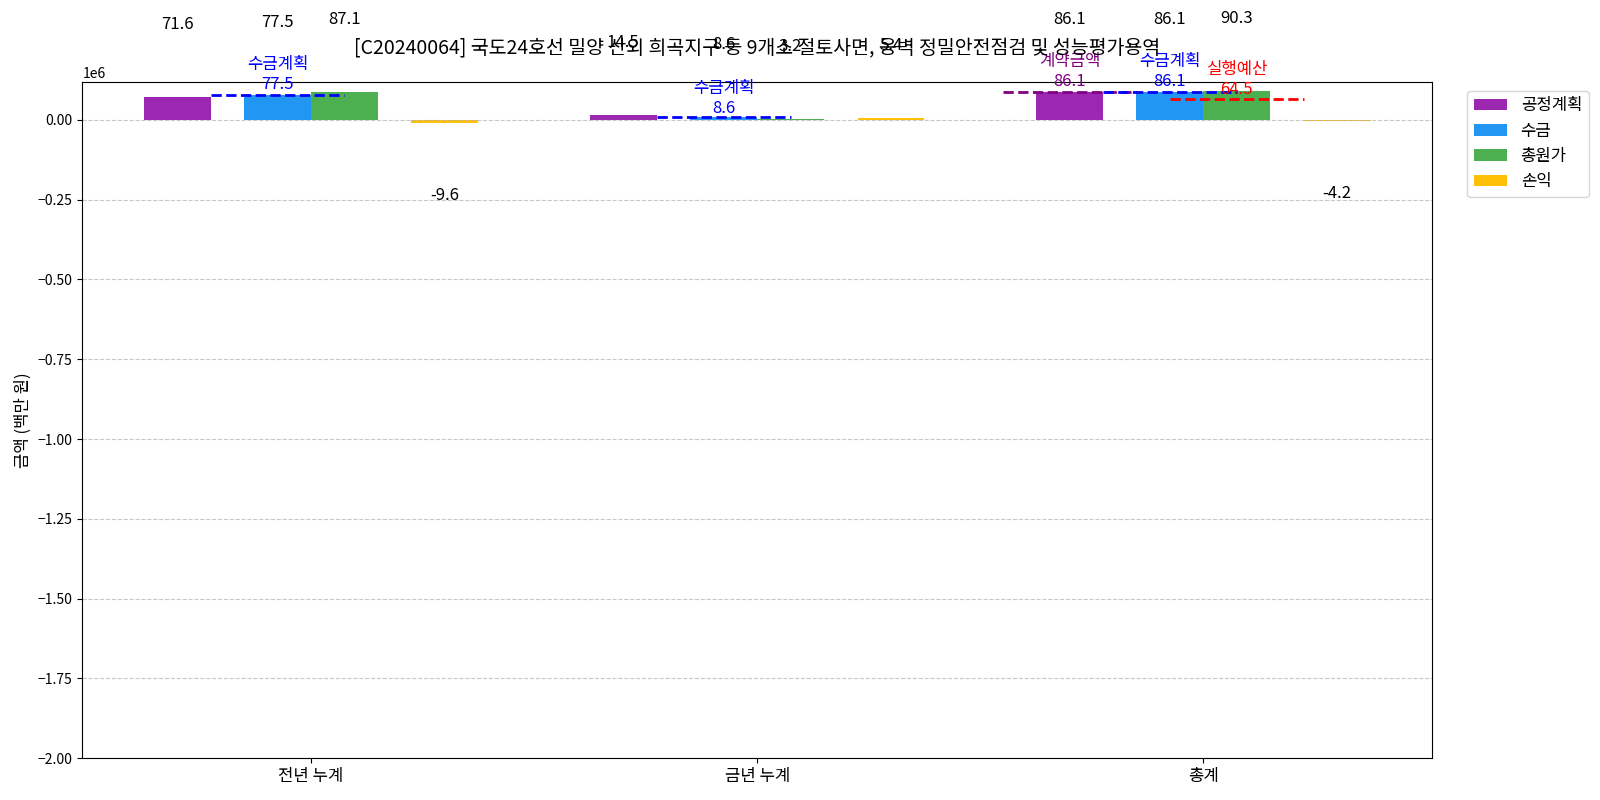 71.6
77.5
87.1
14.5
8.6
3.2
5.4
86.1
86.1
90.3
[C20240064] 국도24호선 밀양 산외 희곡지구 등 9개소 절토사면, 옹벽 정밀안전점검 및 성능평가용역
수금계획
77.5
수금계획
8.6
계약금액
86.1
수금계획
86.1
실행예산
64.5
1e6
0.00
−0.25
−0.50
−0.75
−1.00
−1.25
−1.50
−1.75
−2.00
-9.6
-4.2
금액 (백만 원)
전년 누계
금년 누계
총계
공정계획
수금
총원가
손익